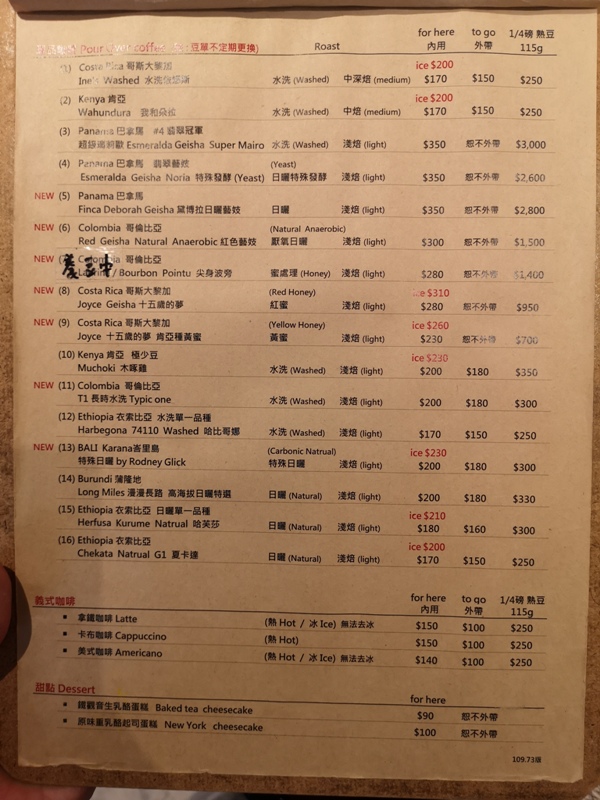 for here to go 1/4磅 熟豆
Pour Over coffee 豆單不定期更換) Roast 內用 外帶 115g
ice $200
(1) Costa Rica 哥斯大黎加
Washed 水洗 水洗 (Washed) 中深焙 (medium) $170 $150 $250
ice $200
(2) Kenya 肯亞
Wahundura 水洗 (Washed) 中焙 (medium) $170 $150 $250
(3) Panama 巴拿馬 #4 翡翠冠軍
Esmeralda Geisha Super Mairo 水洗 (Washed) 淺焙 (light) $350 恕不外帶 $3,000
(4) Panama 巴拿馬 翡翠藝妓 (Yeast)
Esmeralda Geisha Noria 特殊發酵 (Yeast) 日曬特殊發酵 淺焙 (light) $350 恕不外帶 $2,600
NEW (5) Panama 巴拿馬
Finca Deborah Geisha 黛博拉日曬藝妓 日曬 淺焙 (light) $350 恕不外帶 $2,800
NEW (6) Colombia 哥倫比亞 (Natural Anaerobic)
Red Geisha Natural Anaerobic 紅色藝妓 厭氧日曬 淺焙 (light) $300 恕不外帶 $1,500
NEW Colombia 哥倫比亞
養豆中
/ Bourbon Pointu 尖身波旁 蜜處理 (Honey) 淺焙 (light) $280 恕不外帶 $1,400
NEW (8) Costa Rica 哥斯大黎加 (Red Honey) ice $310
Joyce Geisha 十五歲的夢 紅蜜 淺焙 (light) $280 恕不外帶 $950
NEW (9) Costa Rica 哥斯大黎加 (Yellow Honey) ice $260
Joyce 十五歲的夢 肯亞種黃蜜 黃蜜 淺焙 (light) $230 恕不外帶 $700
(10) Kenya 肯亞 極少豆 ice $230
Muchoki 木啄雞 水洗 (Washed) 淺焙 (light) $200 $180 $350
NEW (11) Colombia 哥倫比亞
T1 長時水洗 Typic one 水洗 (Washed) 淺焙 (light) $200 $180 $300
(12) Ethiopia 衣索比亞 水洗單一品種
Harbegona 74110 Washed 哈比哥娜 水洗 (Washed) 淺焙 (light) $170 $150 $250
NEW (13) BALI Karana峇里島 (Carbonic Natrual) ice $230
特殊日曬 by Rodney Glick 特殊日曬 淺焙 (light) $200 $180 $300
(14) Burundi 蒲隆地
Long Miles 漫漫長路 高海拔日曬特選 日曬 (Natural) 淺焙 (light) $200 $180 $330
(15) Ethiopia 衣索比亞 日曬單一品種 ice $210
Herfusa Kurume Natrual 哈芙莎 日曬 (Natural) 淺焙 (light) $180 $160 $300
(16) Ethiopia 衣索比亞 ice $200
Chekata Natrual G1 夏卡達 日曬 (Natural) 淺焙 (light) $170 $150 $250
for here to go 1/4磅 熟豆
義式咖啡 內用 外帶 115g
▪ 拿鐵咖啡 Latte (熱 Hot / 冰 Ice) 無法去冰 $150 $100 $250
▪ 卡布咖啡 Cappuccino (熱 Hot) $150 $100 $250
▪ 美式咖啡 Americano (熱 Hot / 冰 Ice) 無法去冰 $140 $100 $250
甜點 Dessert for here
▪ 鐵觀音生乳酪蛋糕 Baked tea cheesecake $90 恕不外帶
▪ 原味重乳酪起司蛋糕 New York cheesecake $100 恕不外帶
109.73版